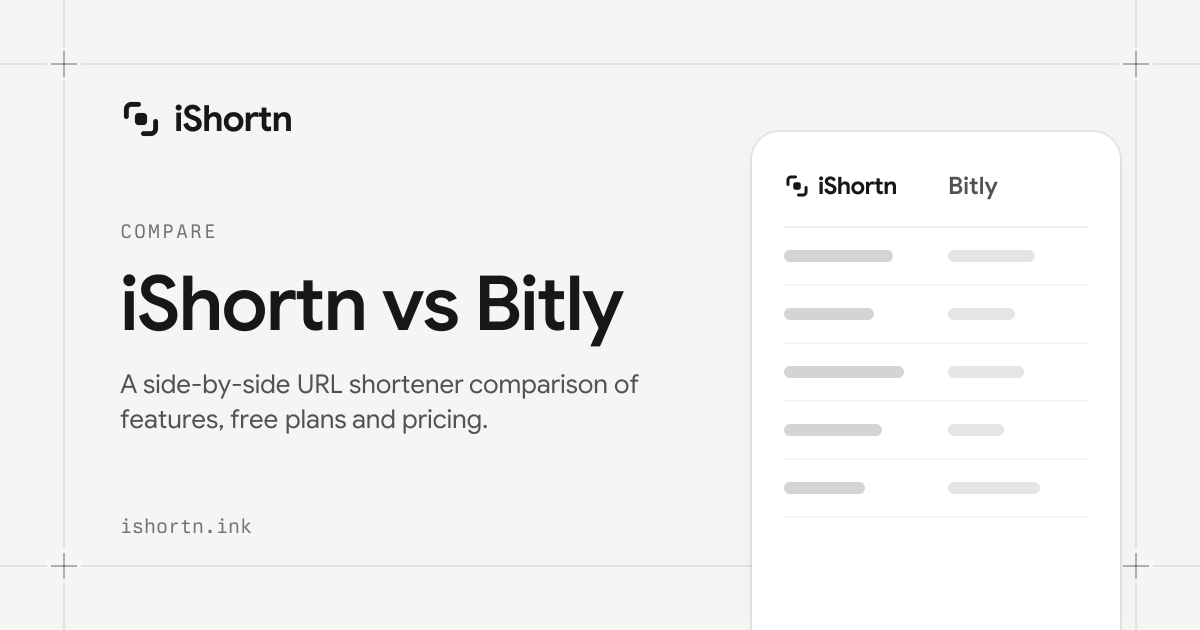 iShortn
COMPARE
iShortn vs Bitly
A side-by-side URL shortener comparison of
features, free plans and pricing.
ishortn.ink
iShortn
Bitly